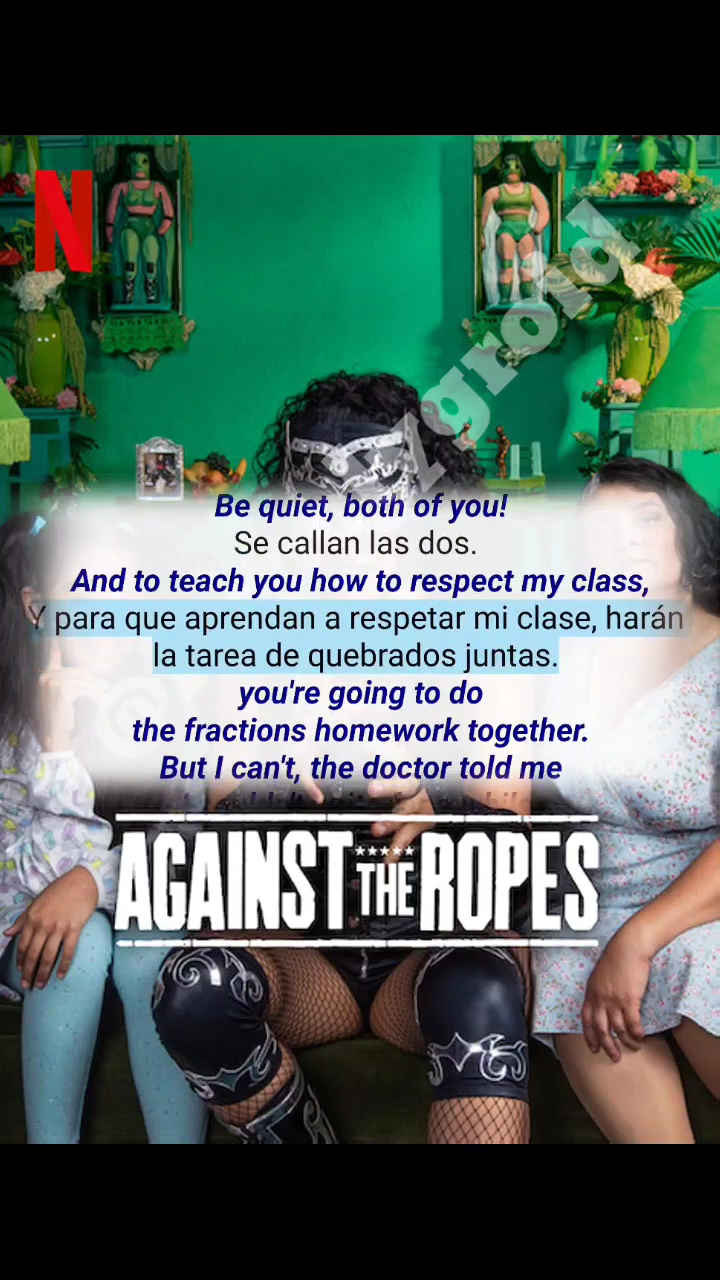 N
Be quiet, both of you!
Se callan las dos.
And to teach you how to respect my class,
Y para que aprendan a respetar mi clase, harán
la tarea de quebrados juntas.
you're going to do
the fractions homework together.
But I can't, the doctor told me
AGAINST THE ROPES